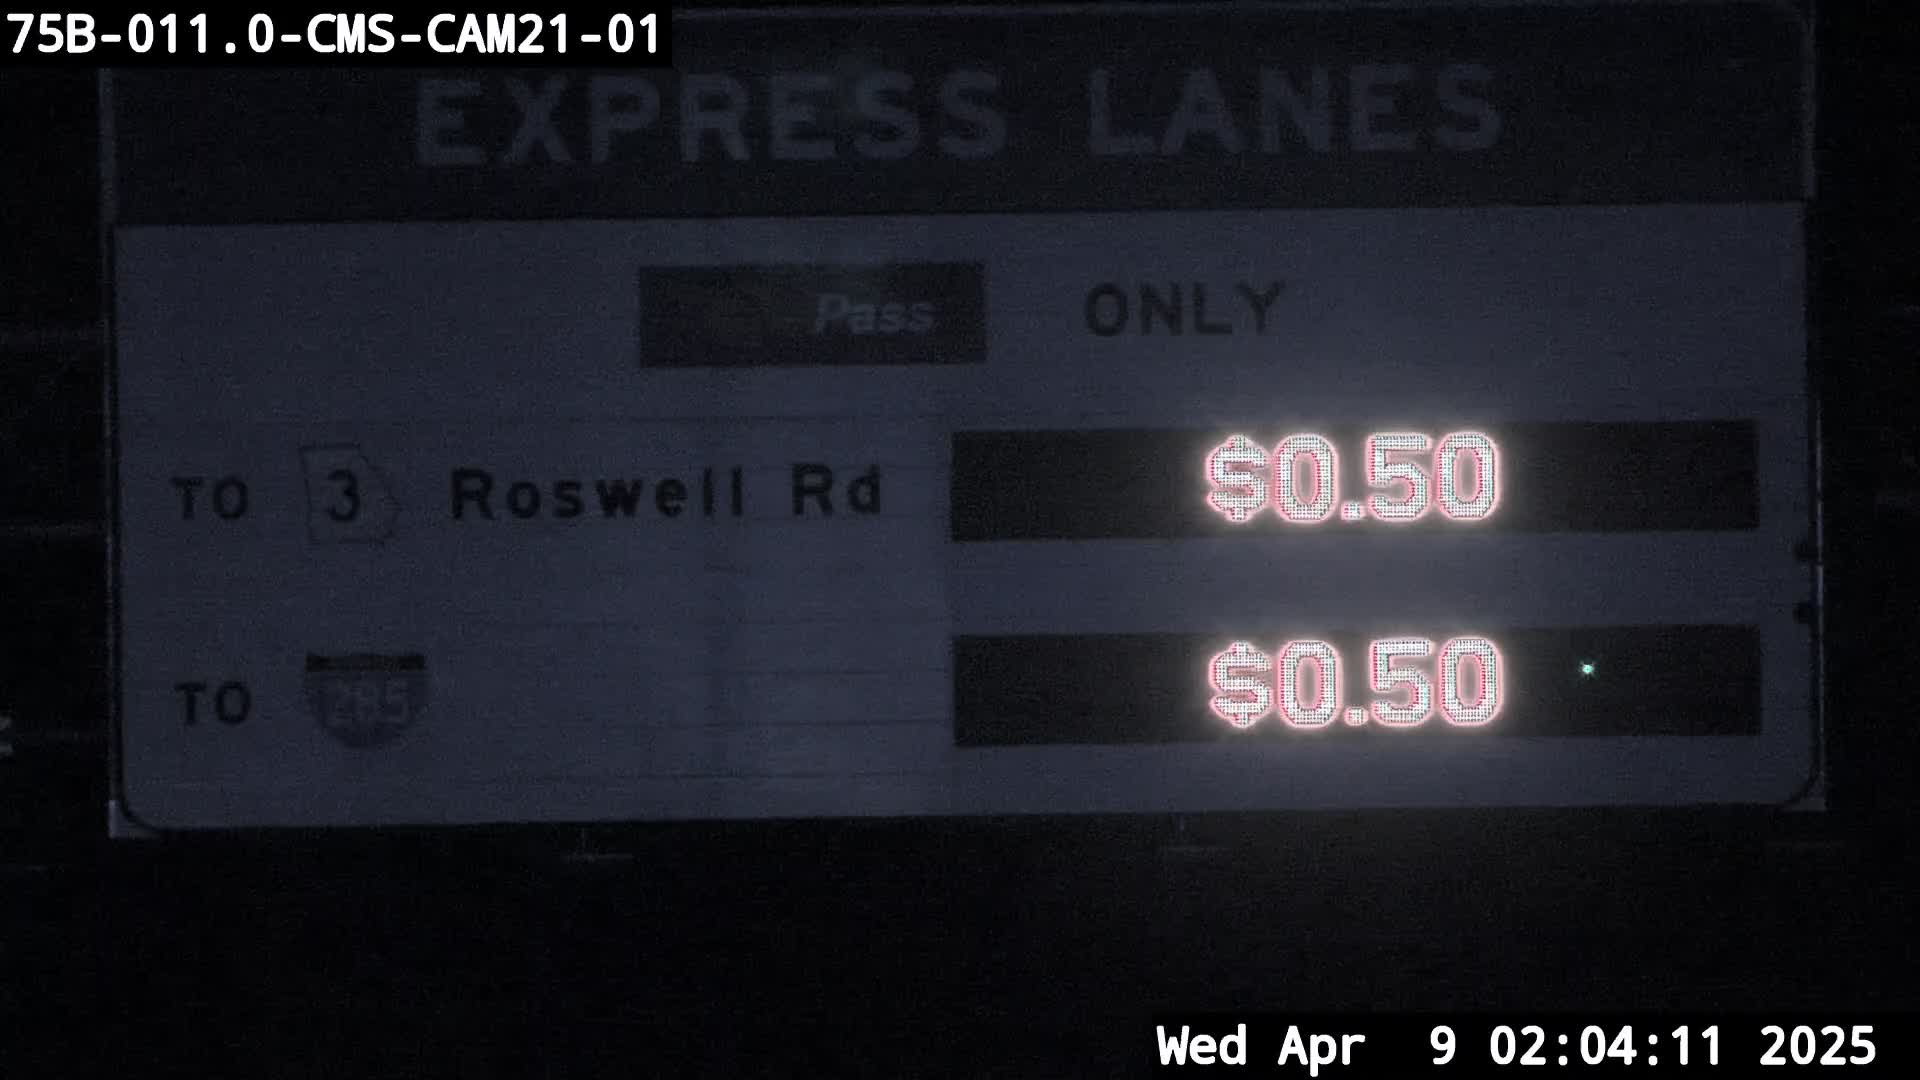 75B-011.0-CMS-CAM21-01
EXPRESS LANES
Pass ONLY
TO 3 Roswell Rd $0.50
TO 285 $0.50
Wed Apr 9 02:04:11 2025